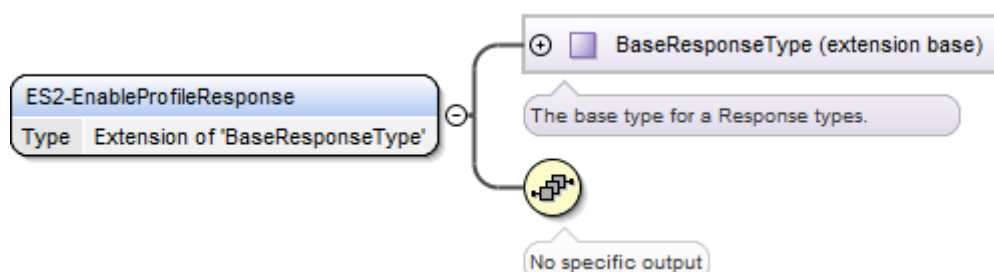 BaseResponseType (extension base)
ES2-EnableProfileResponse
Type Extension of 'BaseResponseType'
The base type for a Response types.
No specific output